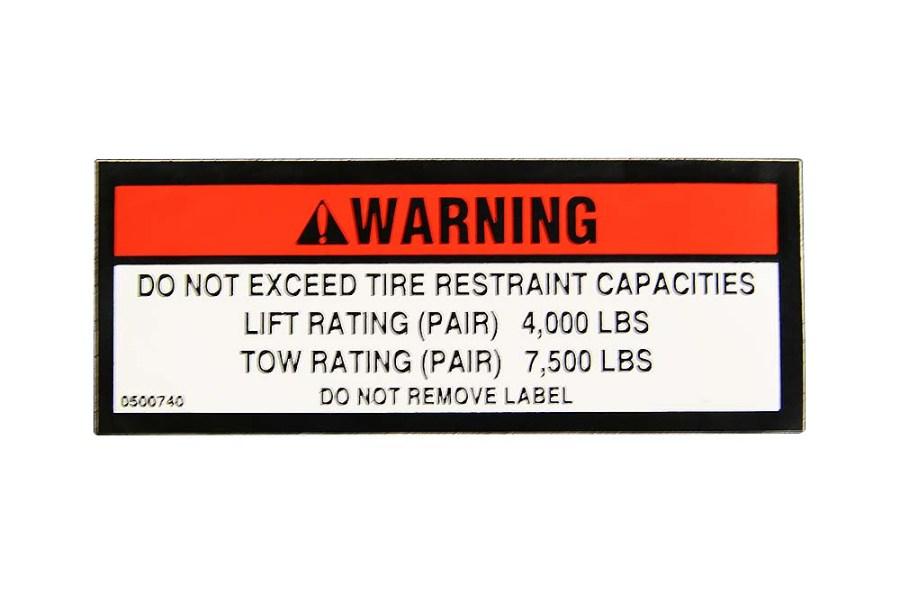 WARNING
DO NOT EXCEED TIRE RESTRAINT CAPACITIES
LIFT RATING (PAIR) 4,000 LBS
TOW RATING (PAIR) 7,500 LBS
DO NOT REMOVE LABEL
0500740